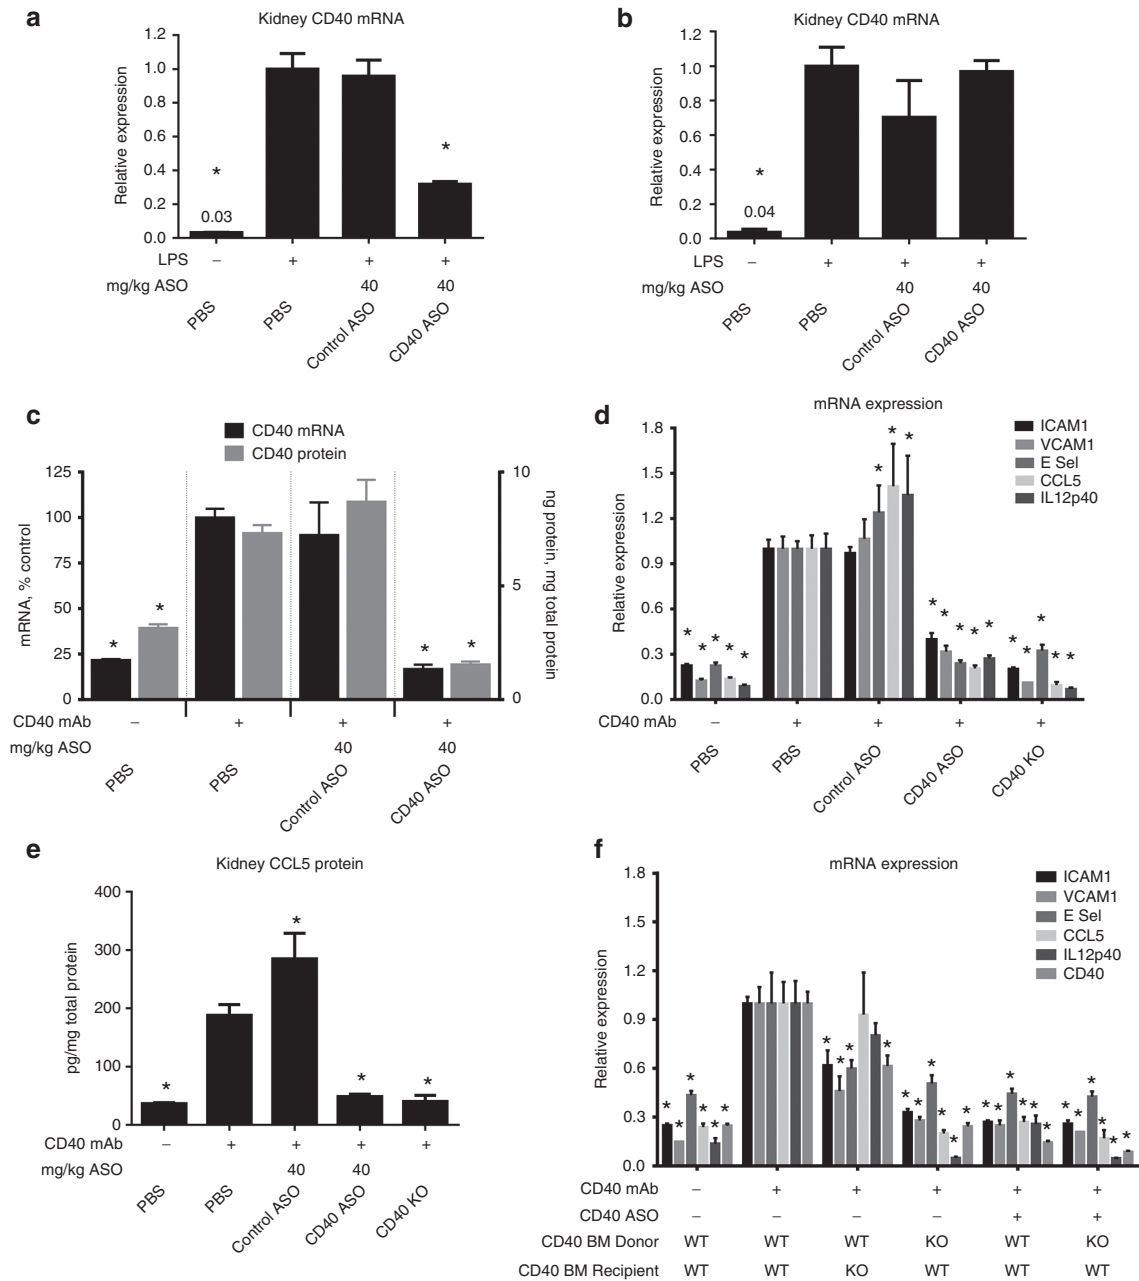 a
Kidney CD40 mRNA
Relative expression
1.2
1.0
0.8
0.6
0.4
0.2
0.0
*
0.03
*
LPS – + + +
mg/kg ASO 40 40
PBS PBS Control ASO CD40 ASO
b
Kidney CD40 mRNA
Relative expression
1.2
1.0
0.8
0.6
0.4
0.2
0.0
*
0.04
LPS – + + +
mg/kg ASO 40 40
PBS PBS Control ASO CD40 ASO
c
CD40 mRNA
CD40 protein
mRNA, % control
125
100
75
50
25
0
10
5
0
ng protein, mg total protein
* * * *
CD40 mAb – + + +
mg/kg ASO 40 40
PBS PBS Control ASO CD40 ASO
d
mRNA expression
ICAM1
VCAM1
E Sel
CCL5
IL12p40
Relative expression
1.8
1.5
1.2
0.9
0.6
0.3
0.0
* * * * * * * * * * * * * * * * * *
CD40 mAb – + + + +
PBS PBS Control ASO CD40 ASO CD40 KO
e
Kidney CCL5 protein
pg/mg total protein
400
300
200
100
0
* * * *
CD40 mAb – + + + +
mg/kg ASO 40 40
PBS PBS Control ASO CD40 ASO CD40 KO
f
mRNA expression
ICAM1
VCAM1
E Sel
CCL5
IL12p40
CD40
Relative expression
1.8
1.5
1.2
0.9
0.6
0.3
0.0
* * * * * * * * * * * * * * * * * * * * * * * * * * * *
CD40 mAb – + + + + +
CD40 ASO – – – – + +
CD40 BM Donor WT WT WT KO WT KO
CD40 BM Recipient WT WT KO WT WT WT